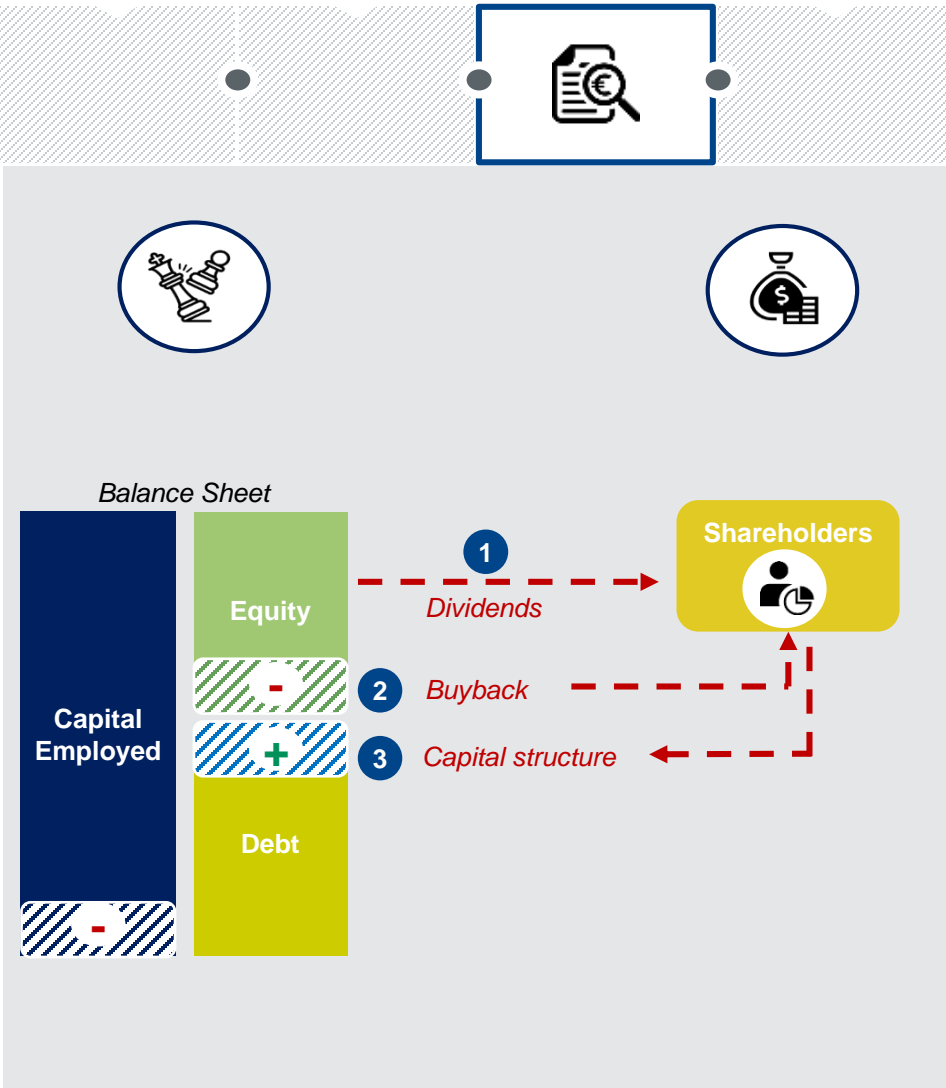 €
$
Balance Sheet
Shareholders
1
Equity
Dividends
-
2
Buyback
Capital
Employed
+
3
Capital structure
Debt
-